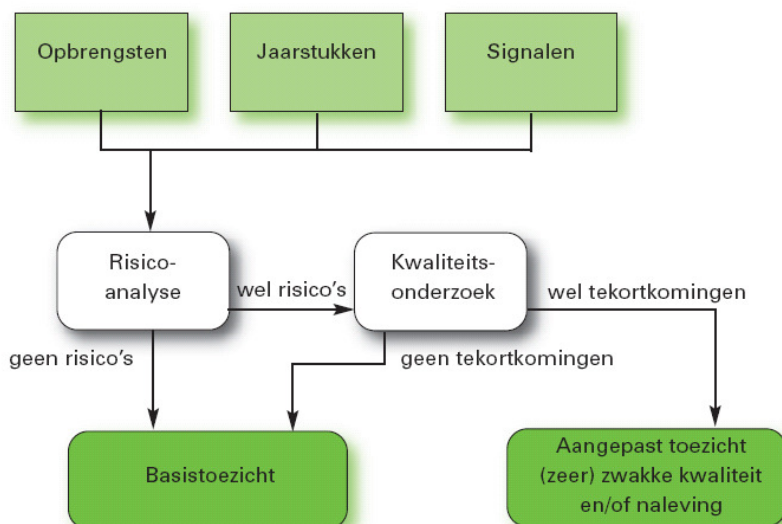 Opbrengsten
Jaarstukken
Signalen
Risico-
analyse
wel risico's
Kwaliteits-
onderzoek
wel tekortkomingen
geen risico's
geen tekortkomingen
Basistoezicht
Aangepast toezicht
(zeer) zwakke kwaliteit
en/of naleving